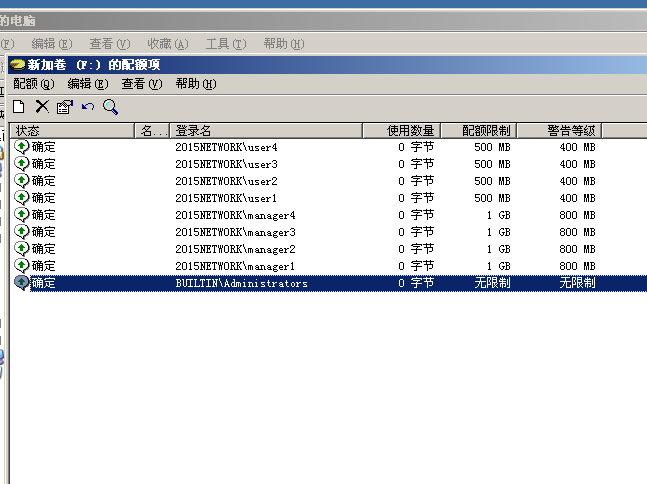 的电脑
(F) 编辑(E) 查看(V) 收藏(A) 工具(T) 帮助(H)
新加卷 (F:) 的配额项
配额(Q) 编辑(E) 查看(V) 帮助(H)
状态 名... 登录名 使用数量 配额限制 警告等级
确定 2015NETWORK\user4 0 字节 500 MB 400 MB
确定 2015NETWORK\user3 0 字节 500 MB 400 MB
确定 2015NETWORK\user2 0 字节 500 MB 400 MB
确定 2015NETWORK\user1 0 字节 500 MB 400 MB
确定 2015NETWORK\manager4 0 字节 1 GB 800 MB
确定 2015NETWORK\manager3 0 字节 1 GB 800 MB
确定 2015NETWORK\manager2 0 字节 1 GB 800 MB
确定 2015NETWORK\manager1 0 字节 1 GB 800 MB
确定 BUILTIN\Administrators 0 字节 无限制 无限制